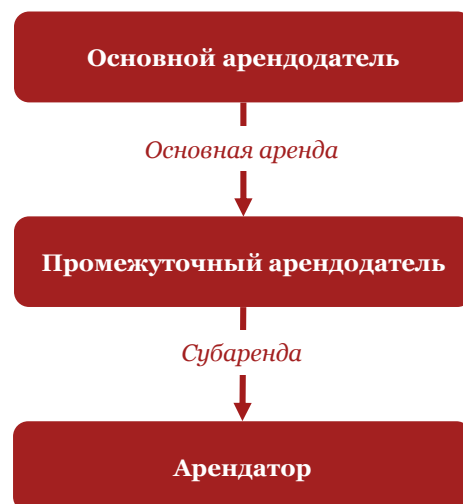 Основной арендодатель
Основная аренда
Промежуточный арендодатель
Субаренда
Арендатор